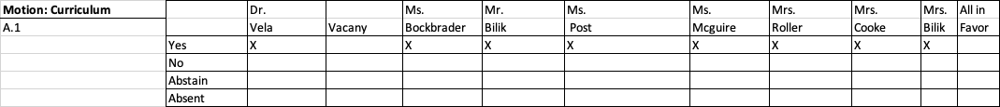 Motion: Curriculum Dr. Ms. Mr. Ms. Ms. Mrs. Mrs. Mrs. All in
A.1 Vela Vacany Bockbrader Bilik Post Mcguire Roller Cooke Bilik Favor
Yes X X X X X X X X
No
Abstain
Absent